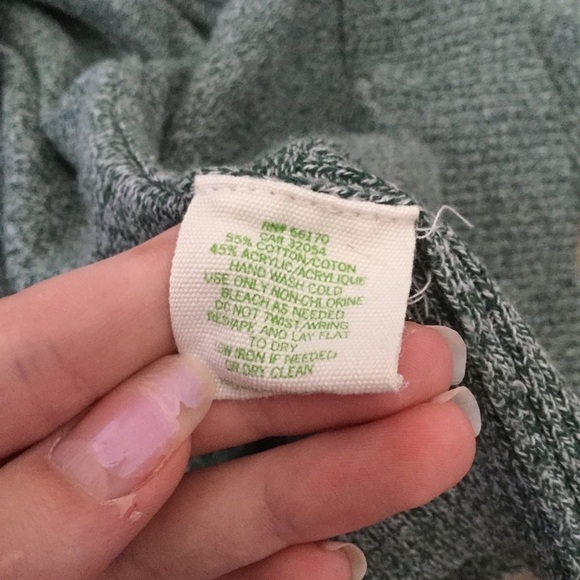 RN# 66170
CA# 32054
55% COTTON/COTON
45% ACRYLIC/ACRYLIQUE
HAND WASH COLD
USE ONLY NON-CHLORINE
BLEACH AS NEEDED
DO NOT TWIST/WRING
RESHAPE AND LAY FLAT
TO DRY
LOW IRON IF NEEDED
OR DRY CLEAN